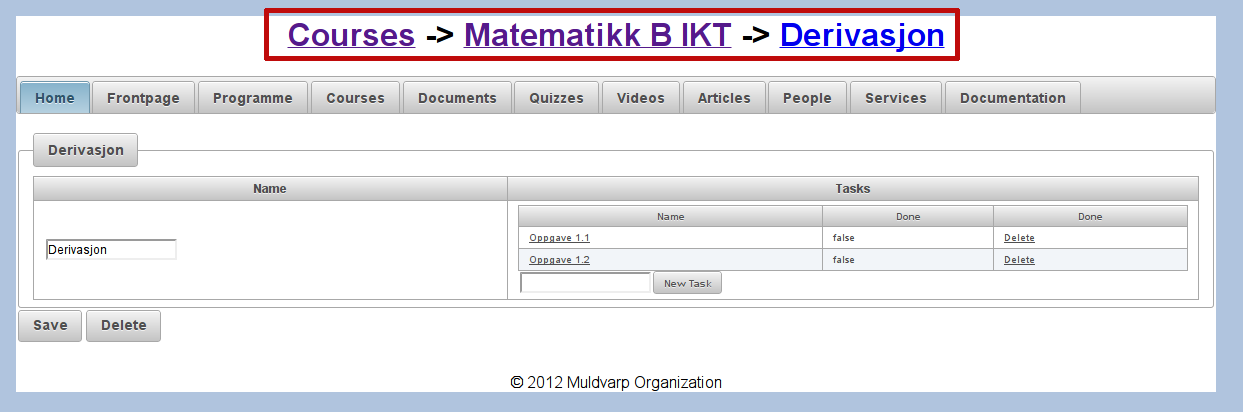 Courses -> Matematikk B IKT -> Derivasjon
Home Frontpage Programme Courses Documents Quizzes Videos Articles People Services Documentation
Derivasjon
Name Tasks
Name Done Done
Derivasjon
Oppgave 1.1 false Delete
Oppgave 1.2 false Delete
New Task
Save Delete
© 2012 Muldvarp Organization